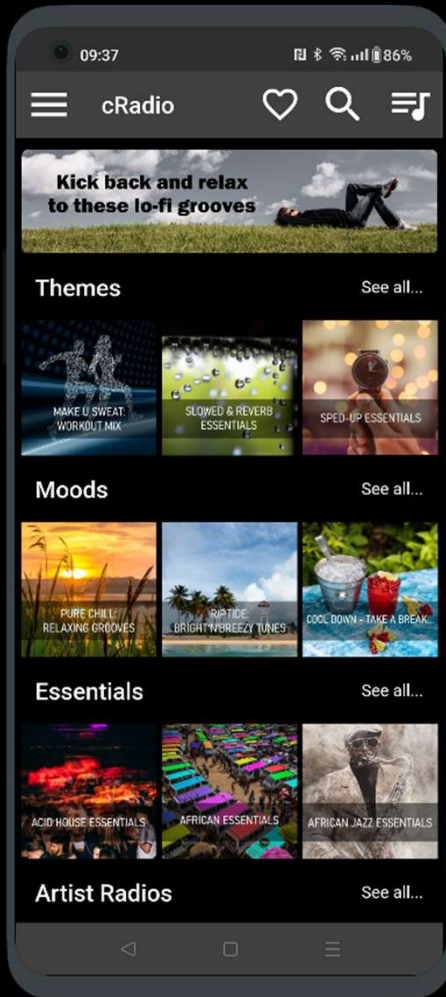 09:37
86%
cRadio
Kick back and relax
to these lo-fi grooves
Themes
See all...
MAKE U SWEAT:
WORKOUT MIX
SLOWED & REVERB
ESSENTIALS
SPED-UP ESSENTIALS
Moods
See all...
PURE CHILL:
RELAXING GROOVES
RIPTIDE:
BRIGHT'N'BREEZY TUNES
COOL DOWN - TAKE A BREAK..
Essentials
See all...
ACID HOUSE ESSENTIALS
AFRICAN ESSENTIALS
AFRICAN JAZZ ESSENTIALS
Artist Radios
See all...